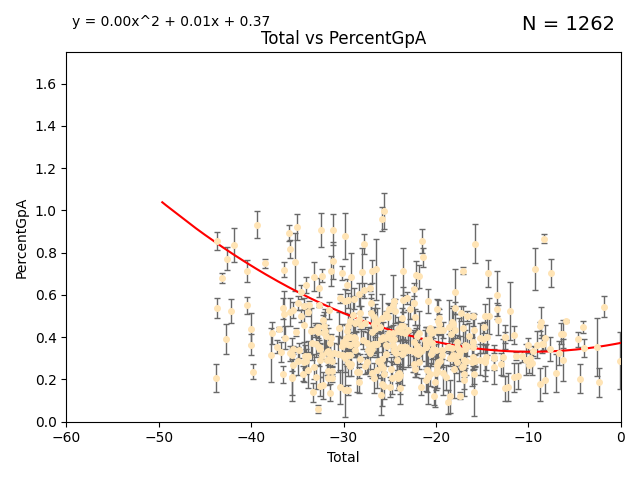 y = 0.00x^2 + 0.01x + 0.37
N = 1262
Total vs PercentGpA
PercentGpA
1.6
1.4
1.2
1.0
0.8
0.6
0.4
0.2
0.0
−60 −50 −40 −30 −20 −10 0
Total